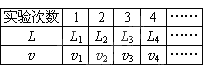 实验次数 1 2 3 4 ……
L L₁ L₂ L₃ L₄ ……
v v₁ v₂ v₃ v₄ ……